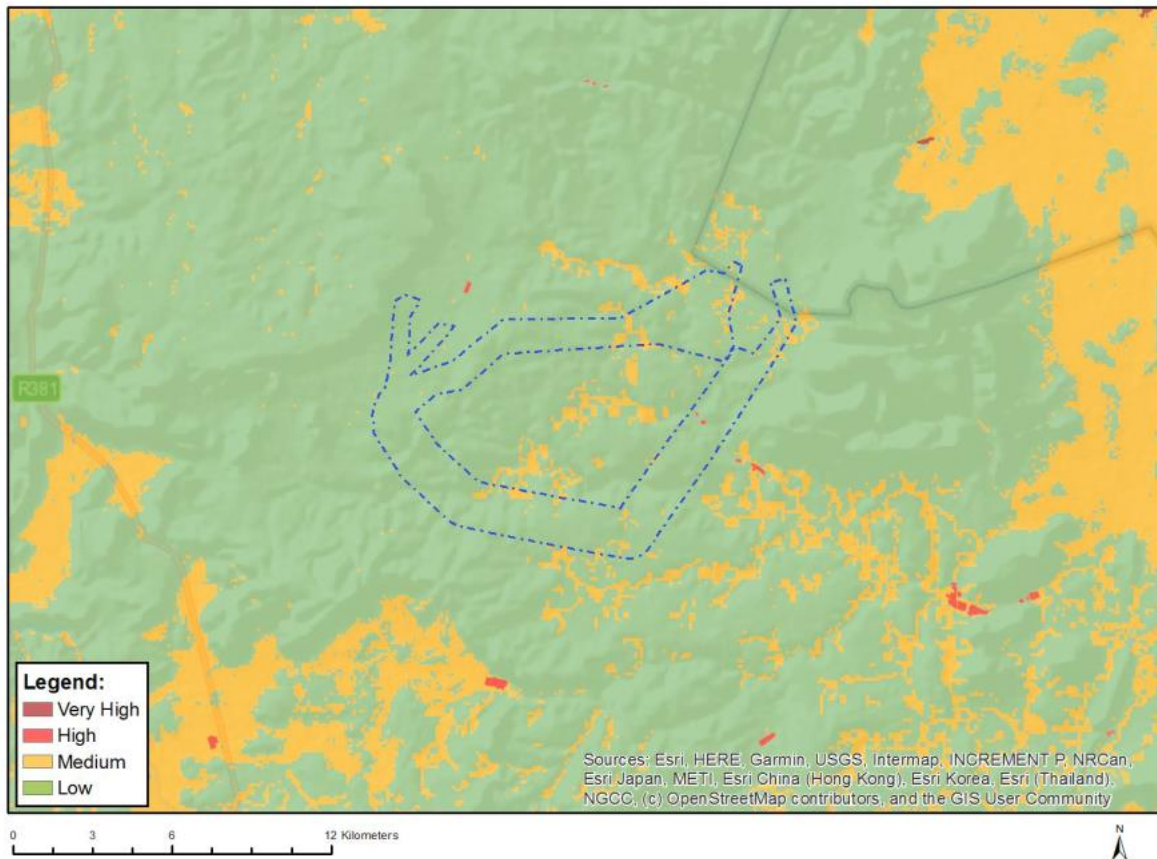 R381
Legend:
Very High
High
Medium
Low
Sources: Esri, HERE, Garmin, USGS, Intermap, INCREMENT P, NRCan,
Esri Japan, METI, Esri China (Hong Kong), Esri Korea, Esri (Thailand),
NGCC, (c) OpenStreetMap contributors, and the GIS User Community
0 3 6 12 Kilometers
N